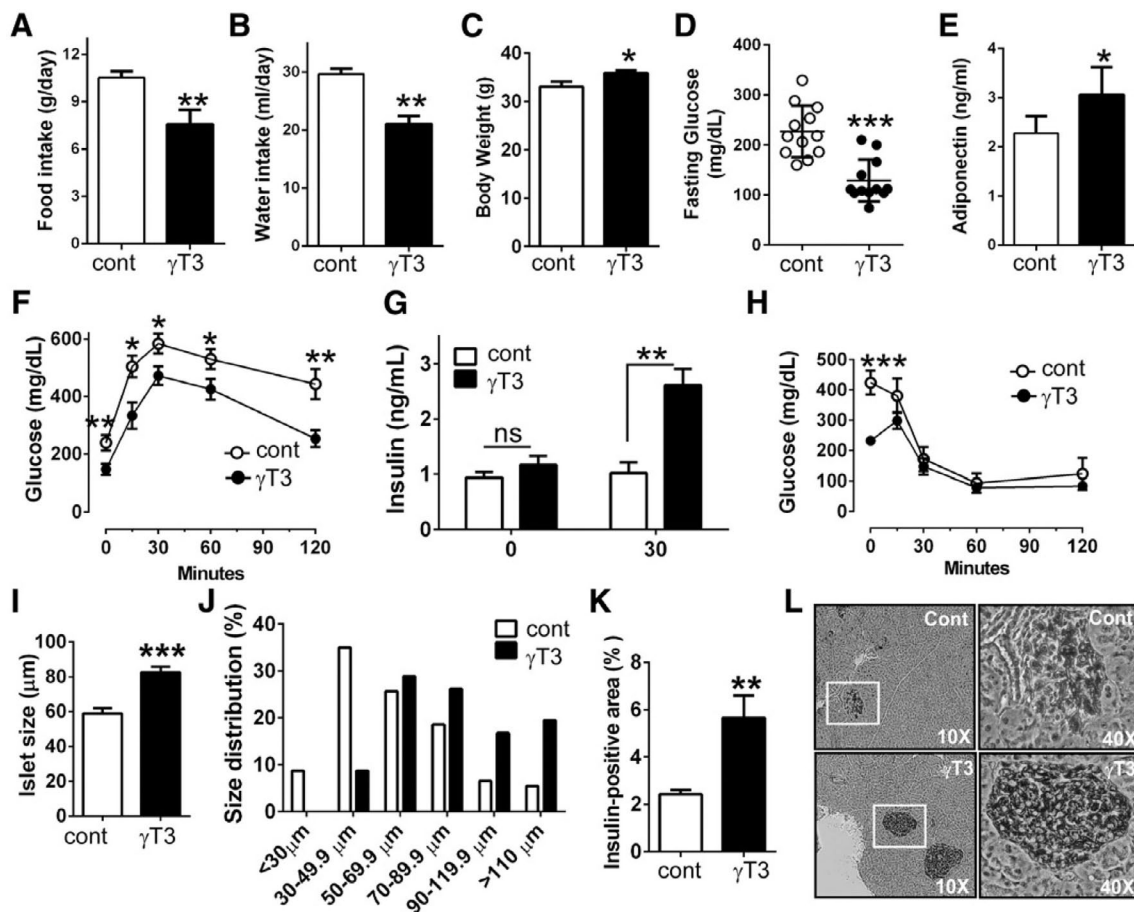 A
Food intake (g/day)
12
8
4
0
cont
γT3
**
B
Water intake (ml/day)
40
30
20
10
0
cont
γT3
**
C
Body Weight (g)
40
30
20
10
0
cont
γT3
*
D
Fasting Glucose
(mg/dL)
400
300
200
100
0
cont
γT3
***
E
Adiponectin (ng/ml)
4
3
2
1
0
cont
γT3
*
F
Glucose (mg/dL)
600
400
200
0
**
*
*
*
**
cont
γT3
0 30 60 90 120
Minutes
G
Insulin (ng/mL)
3
2
1
0
cont
γT3
ns
**
0 30
H
Glucose (mg/dL)
500
400
300
200
100
0
***
cont
γT3
0 30 60 90 120
Minutes
I
Islet size (μm)
100
80
60
40
20
0
***
cont
γT3
J
Size distribution (%)
40
30
20
10
0
cont
γT3
<30μm
30-49.9 μm
50-69.9 μm
70-89.9 μm
90-119.9 μm
>110 μm
K
Insulin-positive area (%
8
6
4
2
0
**
cont
γT3
L
Cont
10X
Cont
40X
γT3
10X
γT3
40X